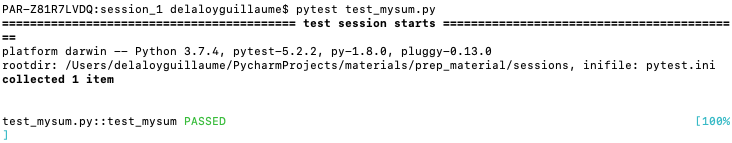 PAR-Z81R7LVDQ:session_1 delaloyguillaume$ pytest test_mysum.py
========================================= test session starts ========================================
==
platform darwin -- Python 3.7.4, pytest-5.2.2, py-1.8.0, pluggy-0.13.0
rootdir: /Users/delaloyguillaume/PycharmProjects/materials/prep_material/sessions, inifile: pytest.ini
collected 1 item
test_mysum.py::test_mysum PASSED [100%
]